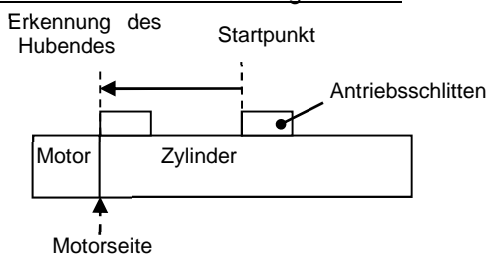 Erkennung des
Hubendes
Startpunkt
Antriebsschlitten
Motor
Zylinder
Motorseite